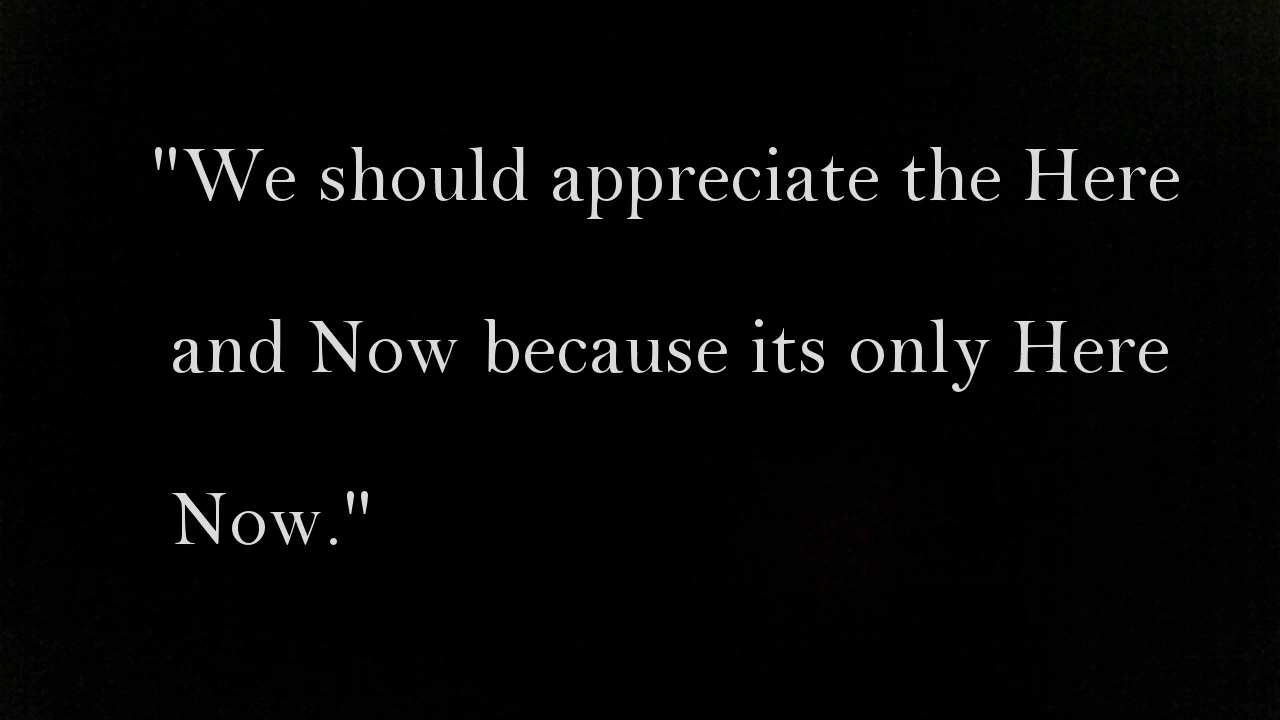 "We should appreciate the Here
and Now because its only Here
Now."